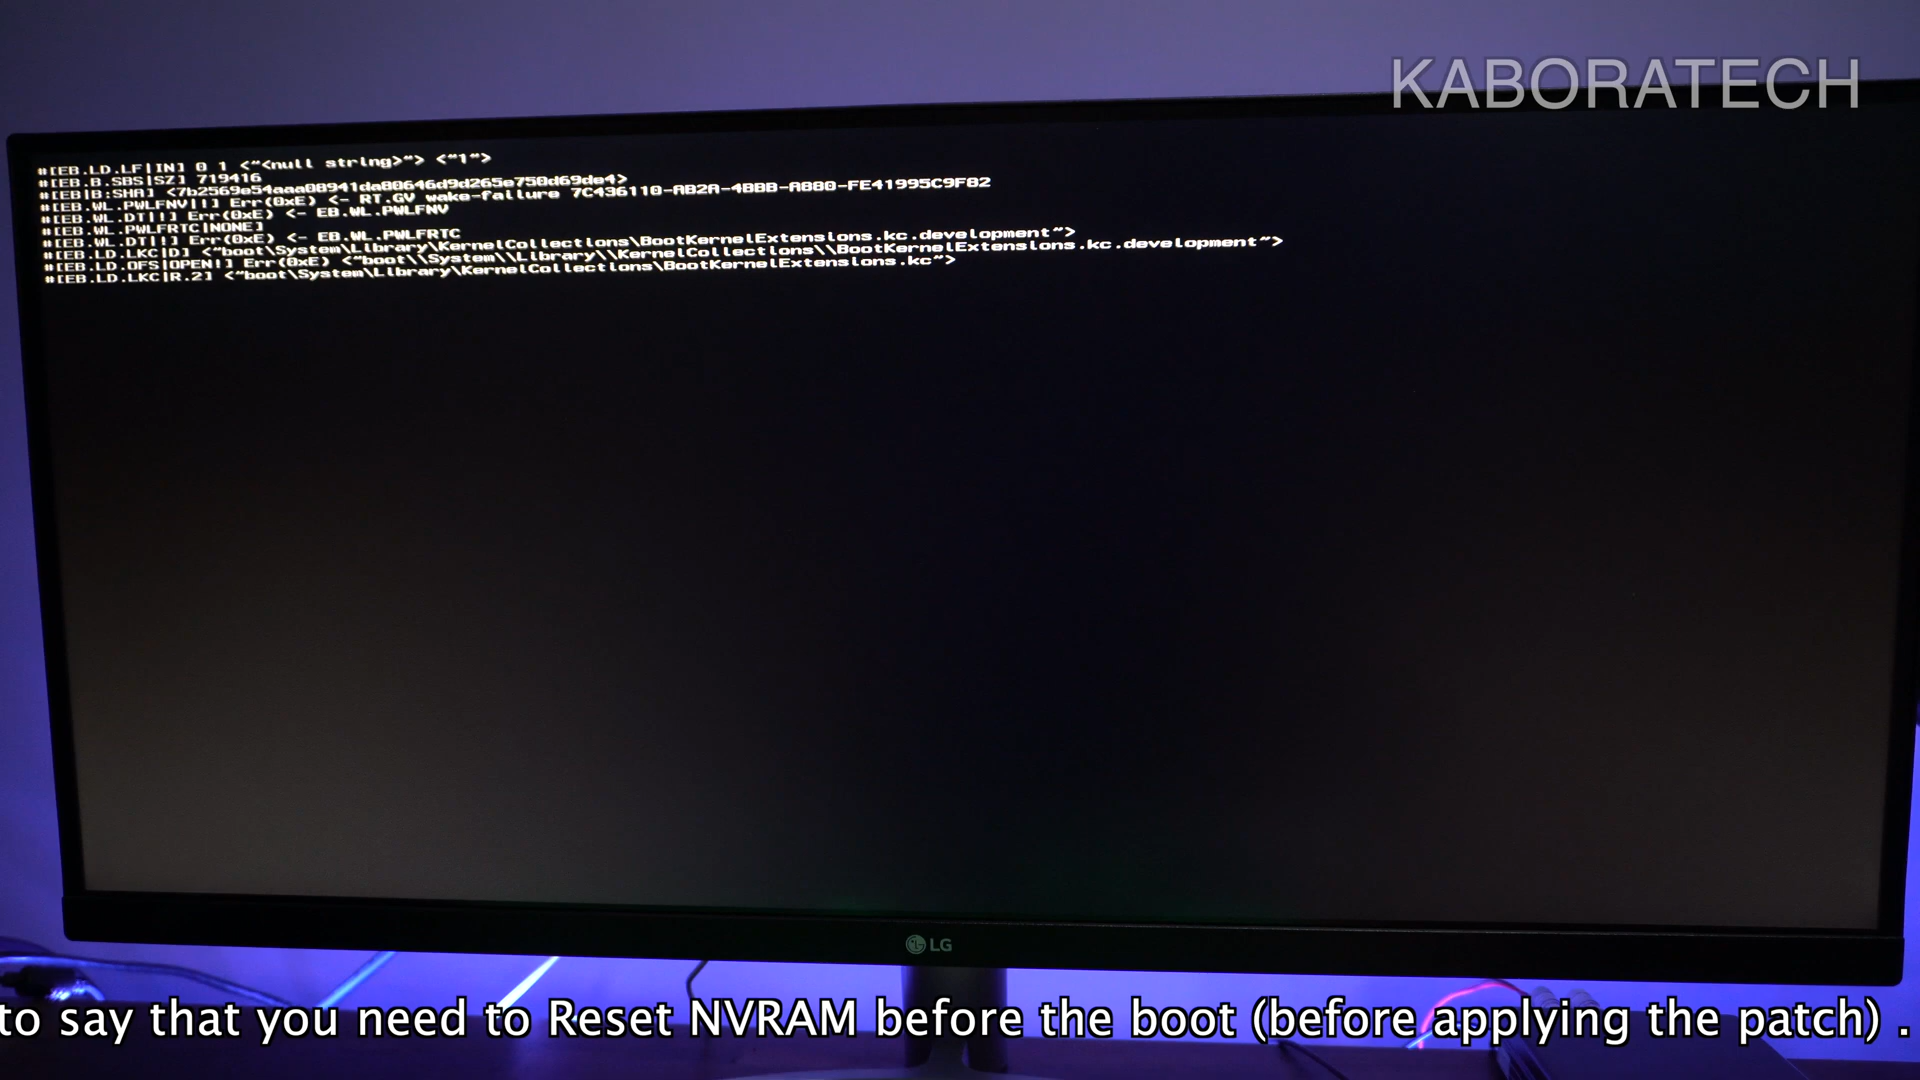 KABORATECH
#[EB.LD.LF|IN] 0 1 <"<null string>"> <"1">
#[EB.B.SBS|SZ] 719416
#[EB|B:SHA] <7b2569e54aaa08941da80646d9d265e750d69de4>
#[EB.WL.PWLFNV|!] Err(0xE) <- RT.GV wake-failure 7C436110-AB2A-4BBB-A880-FE41995C9F82
#[EB.WL.DT|!] Err(0xE) <- EB.WL.PWLFNV
#[EB.WL.PWLFRTC|NONE]
#[EB.WL.DT|!] Err(0xE) <- EB.WL.PWLFRTC
#[EB.LD.LKC|D] <"boot\System\Library\KernelCollections\BootKernelExtensions.kc.development">
#[EB.LD.OFS|OPEN!] Err(0xE) <"boot\\System\\Library\\KernelCollections\\BootKernelExtensions.kc.development">
#[EB.LD.LKC|R.2] <"boot\System\Library\KernelCollections\BootKernelExtensions.kc">
LG
to say that you need to Reset NVRAM before the boot (before applying the patch) .